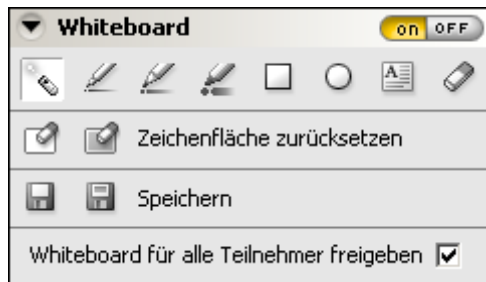 Whiteboard on OFF
A
Zeichenfläche zurücksetzen
Speichern
Whiteboard für alle Teilnehmer freigeben